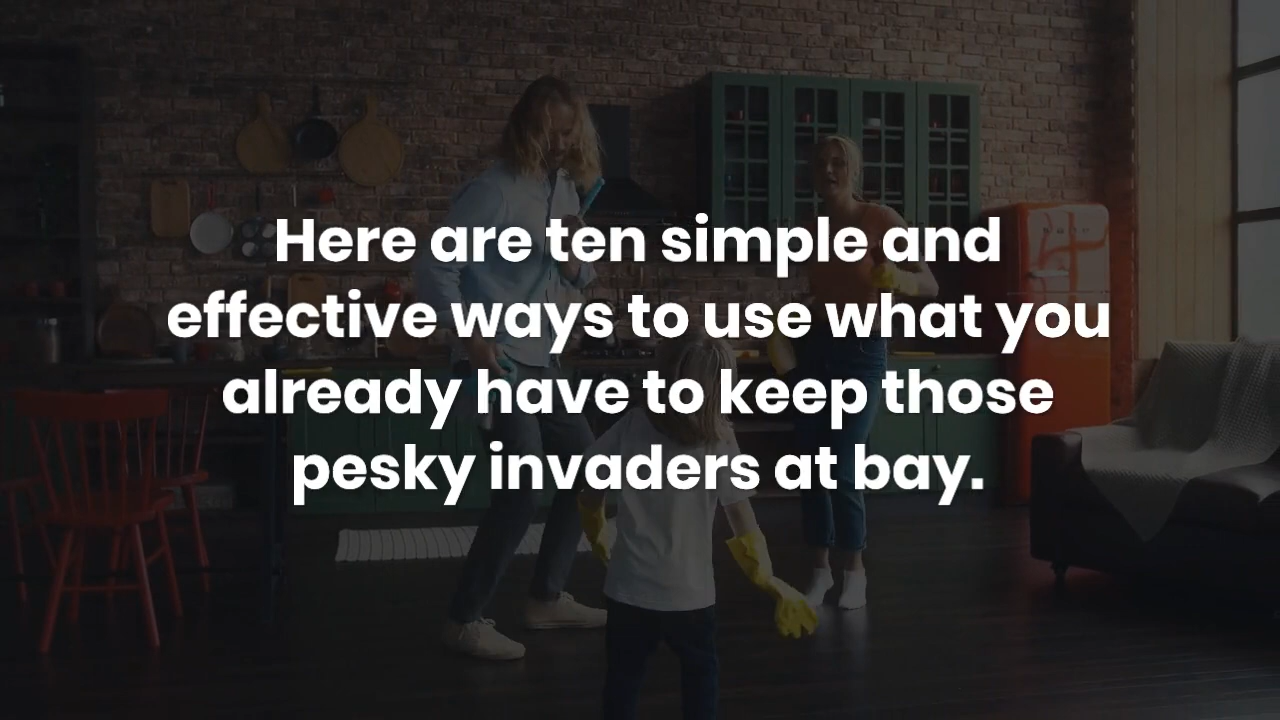 Here are ten simple and
effective ways to use what you
already have to keep those
pesky invaders at bay.